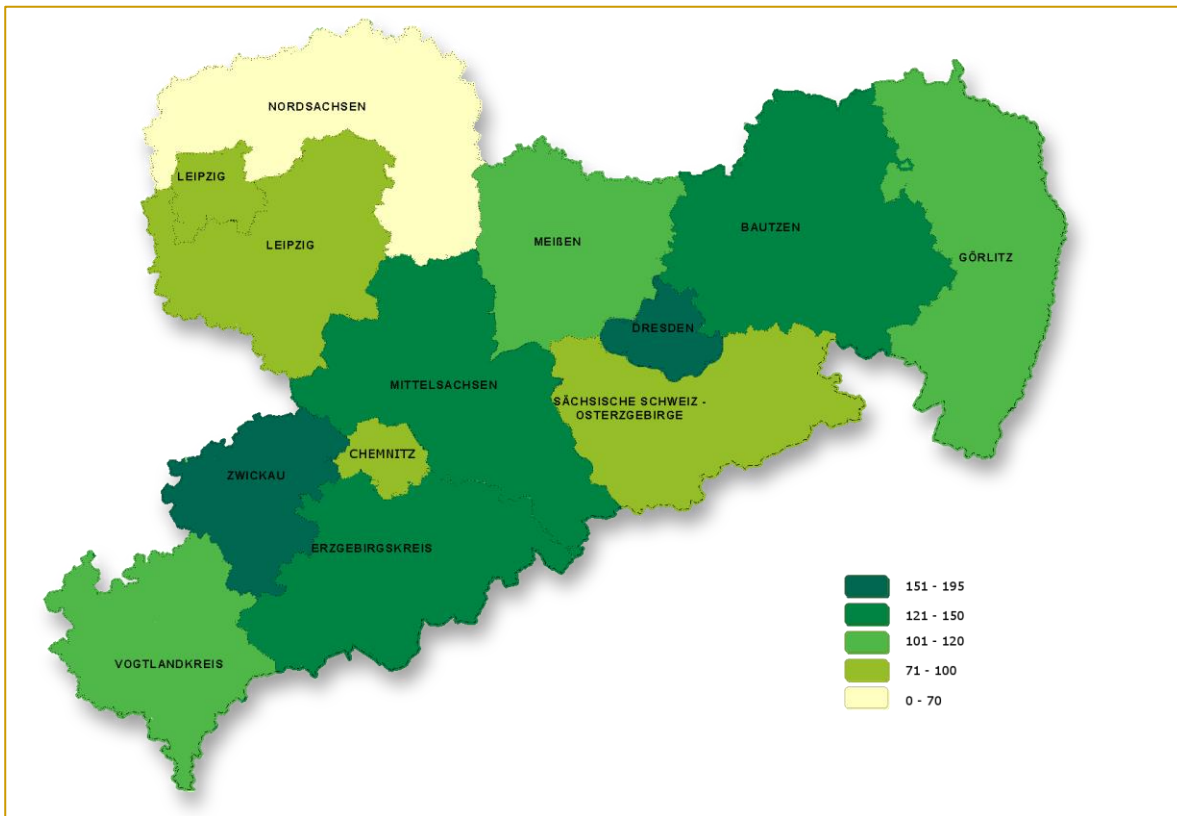 NORDSACHSEN
LEIPZIG
LEIPZIG
MEIßEN
BAUTZEN
GÖRLITZ
DRESDEN
MITTELSACHSEN
SÄCHSISCHE SCHWEIZ -
OSTERZGEBIRGE
CHEMNITZ
ZWICKAU
ERZGEBIRGSKREIS
VOGTLANDKREIS
151 - 195
121 - 150
101 - 120
71 - 100
0 - 70